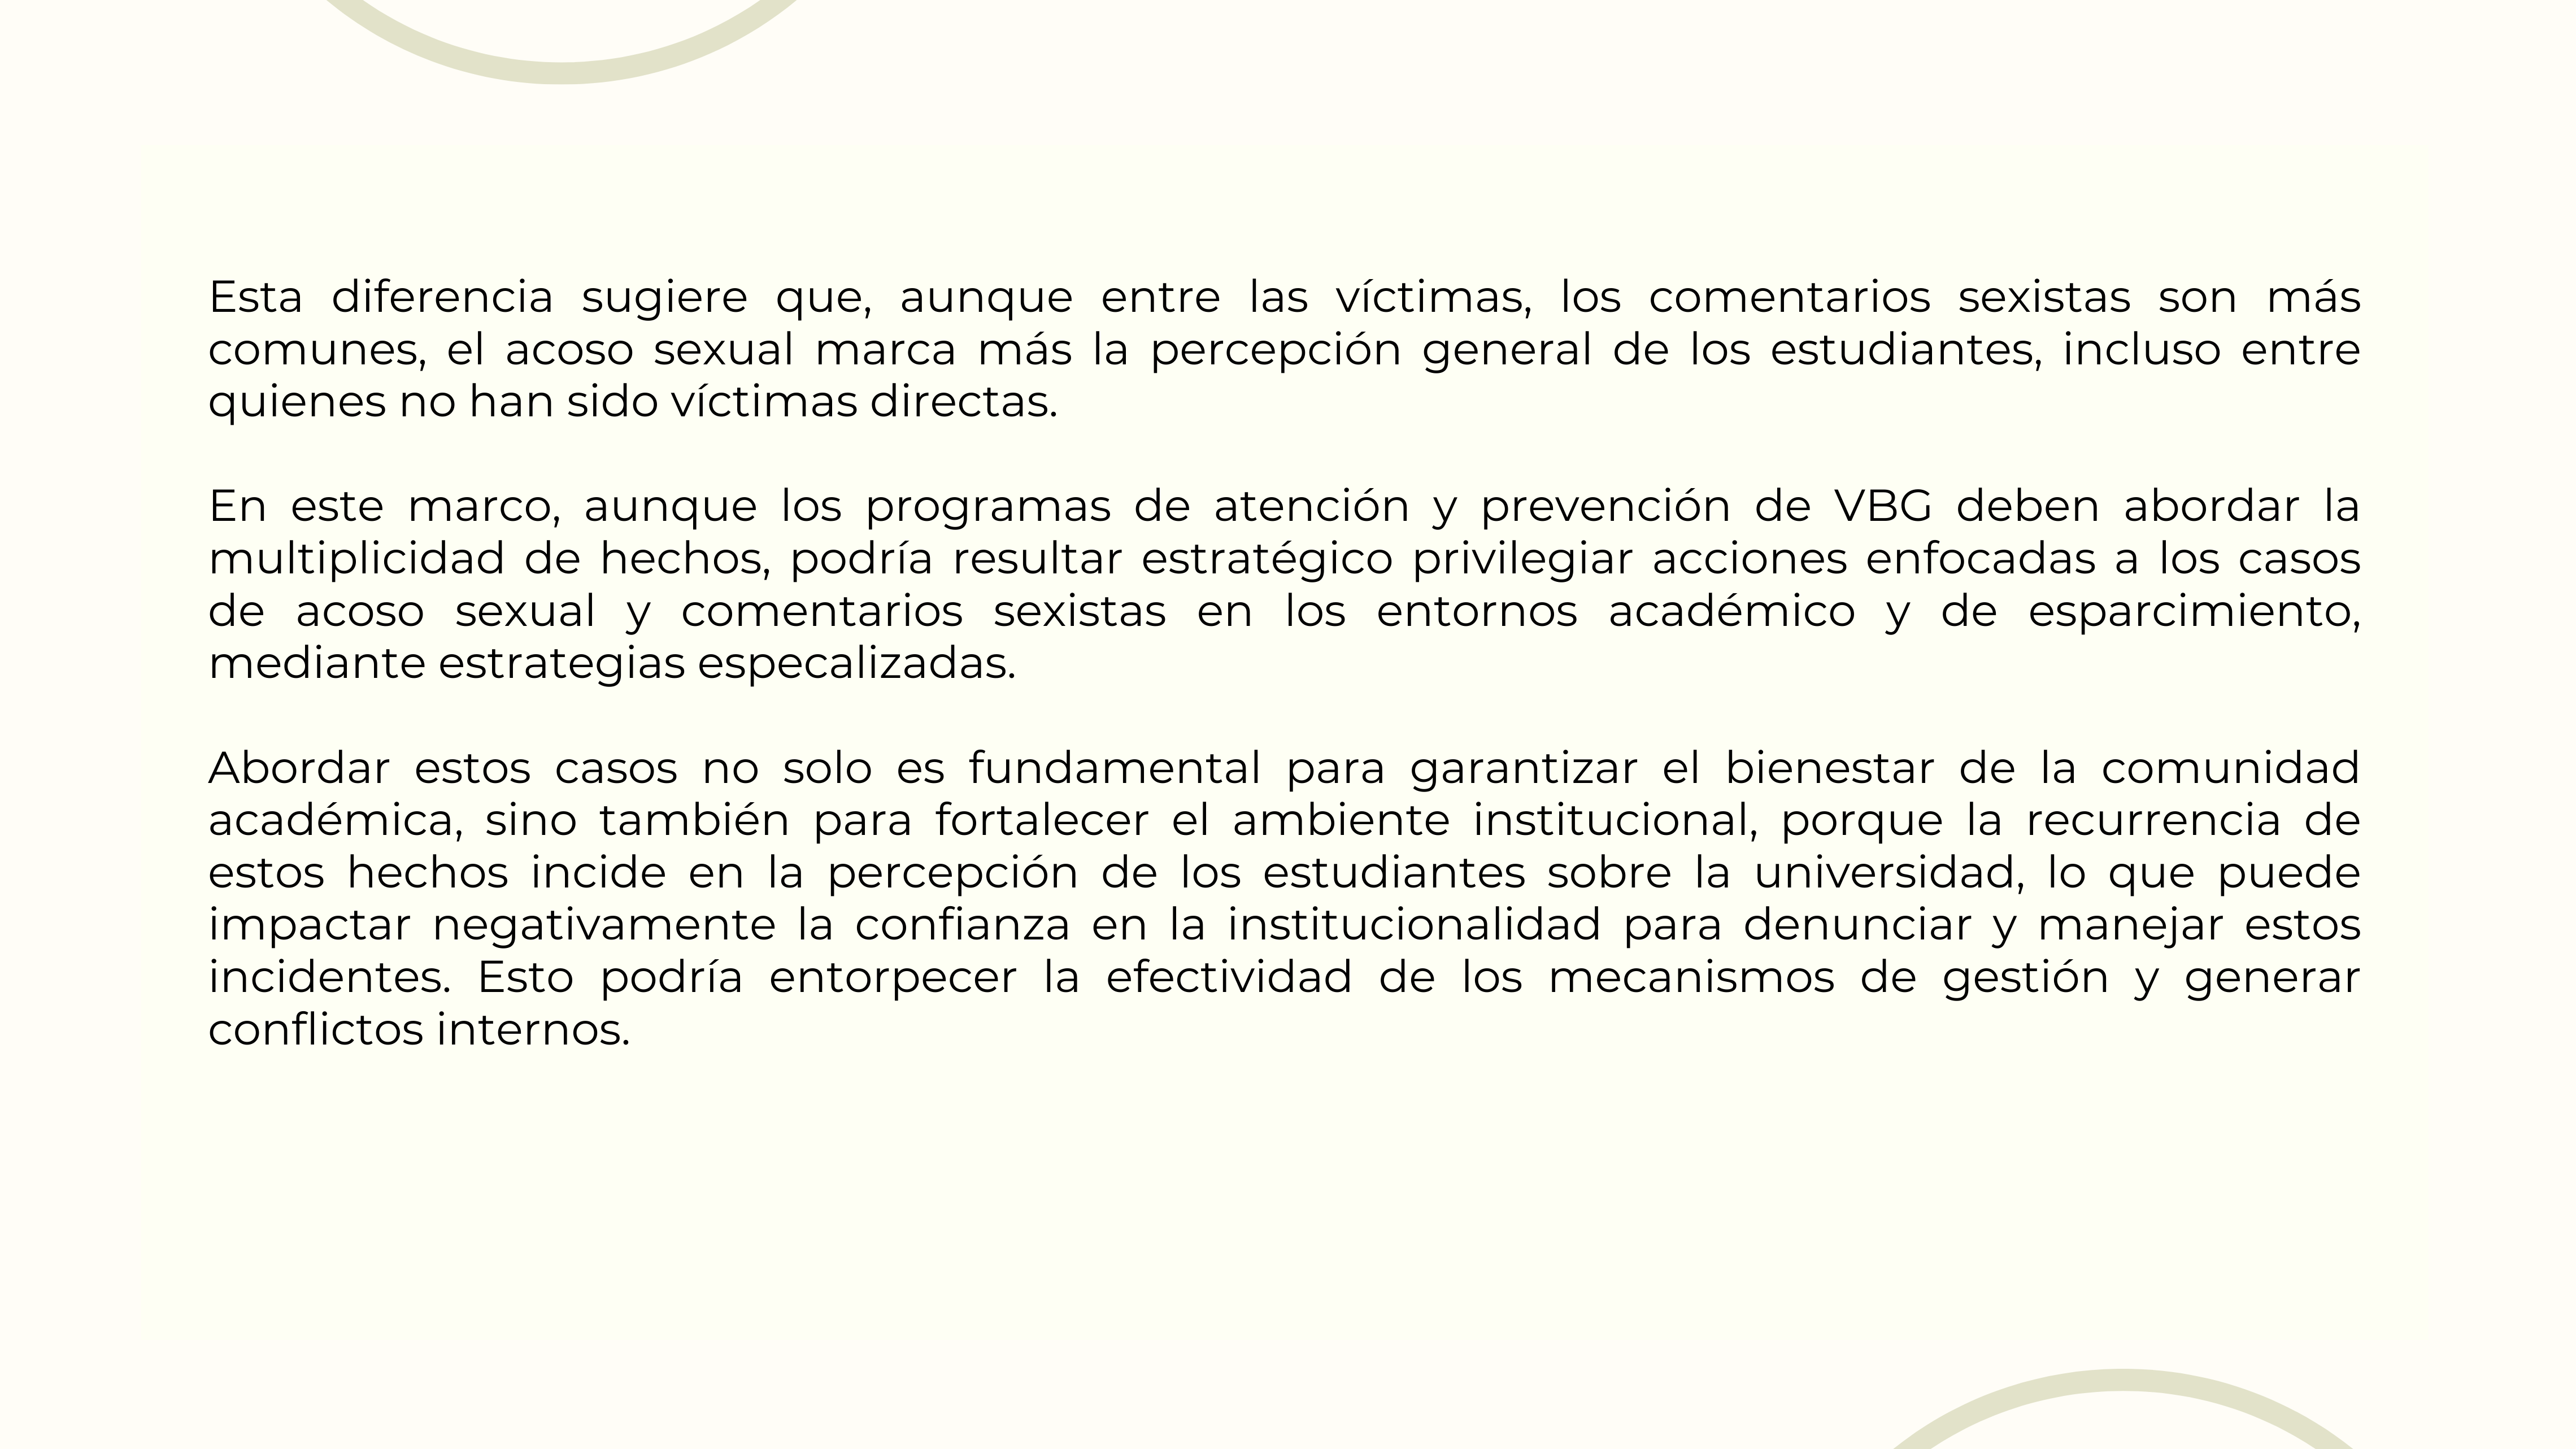 Esta diferencia sugiere que, aunque entre las víctimas, los comentarios sexistas son más
comunes, el acoso sexual marca más la percepción general de los estudiantes, incluso entre
quienes no han sido víctimas directas.
En este marco, aunque los programas de atención y prevención de VBG deben abordar la
multiplicidad de hechos, podría resultar estratégico privilegiar acciones enfocadas a los casos
de acoso sexual y comentarios sexistas en los entornos académico y de esparcimiento,
mediante estrategias especalizadas.
Abordar estos casos no solo es fundamental para garantizar el bienestar de la comunidad
académica, sino también para fortalecer el ambiente institucional, porque la recurrencia de
estos hechos incide en la percepción de los estudiantes sobre la universidad, lo que puede
impactar negativamente la confianza en la institucionalidad para denunciar y manejar estos
incidentes. Esto podría entorpecer la efectividad de los mecanismos de gestión y generar
conflictos internos.